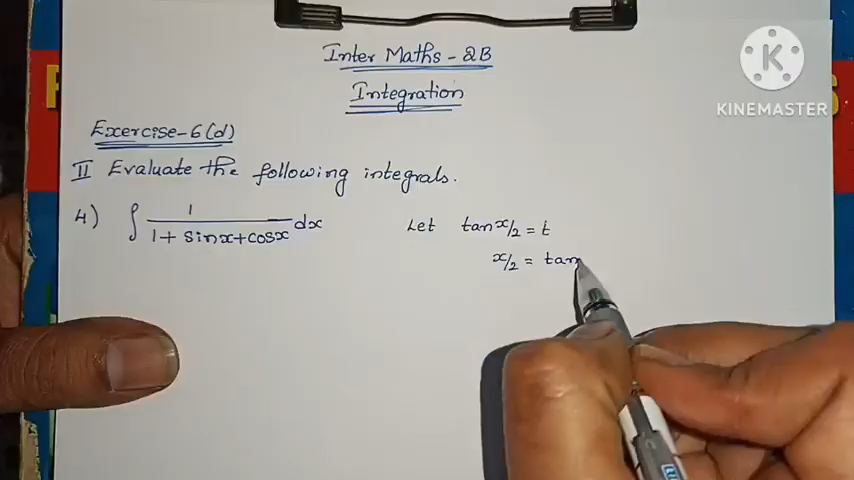 Inter Maths - 2B
Integration
Exercise - 6(d)
II Evaluate the following integrals.
4) ∫ 1/(1 + sinx + cosx) dx
Let tan x/2 = t
x/2 = tan
K
KINEMASTER